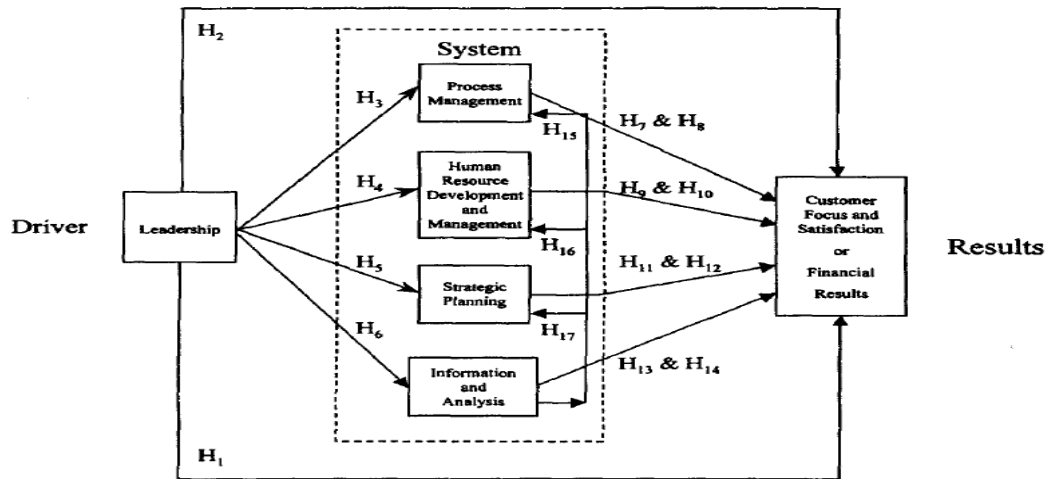 H₂
System
Process
Management
H₃
H₇ & H₈
H₁₅
Human
Resource
Development
and
Management
H₄
H₉ & H₁₀
Customer
Focus and
Satisfaction
or
Financial
Results
Driver
Leadership
Results
H₁₆
H₅
H₁₁ & H₁₂
Strategic
Planning
H₆
H₁₇
H₁₃ & H₁₄
Information
and
Analysis
H₁